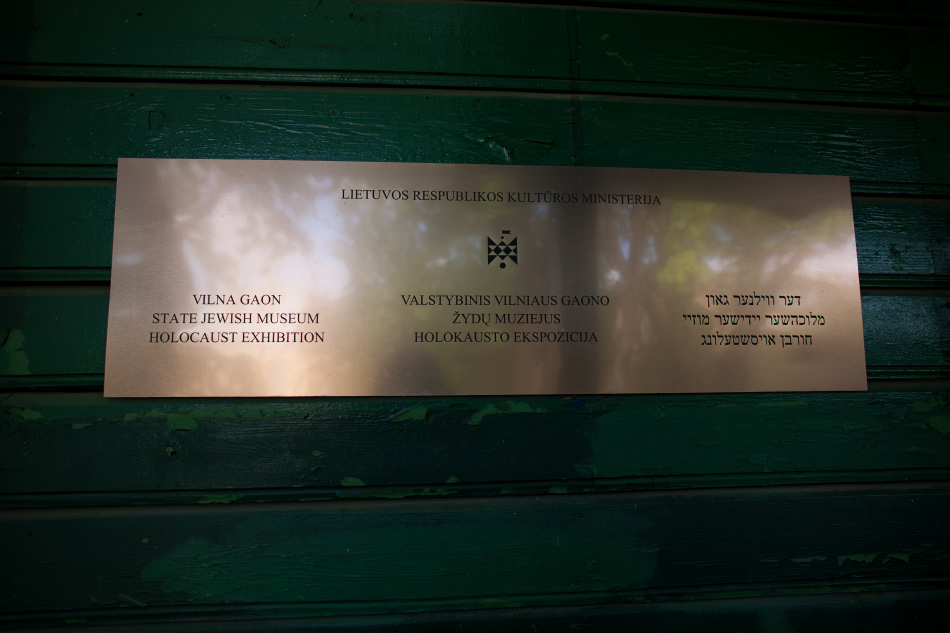 LIETUVOS RESPUBLIKOS KULTŪROS MINISTERIJA
VILNA GAON
STATE JEWISH MUSEUM
HOLOCAUST EXHIBITION
VALSTYBINIS VILNIAUS GAONO
ŽYDŲ MUZIEJUS
HOLOKAUSTO EKSPOZICIJA
דער ווילנער גאון
מלוכהשער יידישער מוזיי
חורבן אויסשטעלונג